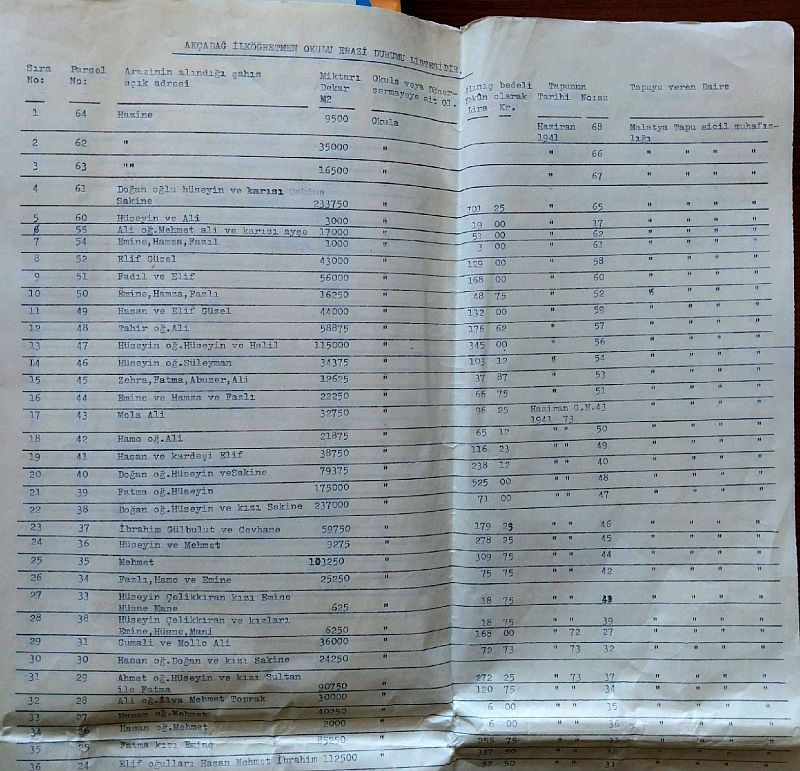 AKÇADAĞ İLKÖĞRETMEN OKULU ERAZİ DURUMU LİSTESİDİR.
Sıra No: Parsel No: Arazinin alındığı şahıs açık adresi Miktarı Dekar M2 Okula veya Döner- sermayeye ait Ol. bedeli olarak Lira Kr. Tapunun Tarihi No:su Tapuyu veren Daire
1 64 Hazine 9500 Okula Haziran 1941 68 Malatya Tapu sicil muhafız- lığı
2 62 " 35000 " " 66 " " " "
3 63 "" 16500 " " 67 " " " "
4 61 Doğan oğlu hüseyin ve karısı Sakine
Sakine 233750 " 701 25 " 65 " " " "
5 60 Hüseyin ve Ali 3000 " 19 00 " 17 " " " "
6 55 Ali oğ.Mehmet ali ve karısı ayşe 17000 " 51 00 " 62 " " " "
7 54 Emine,Hamza,Fazıl 1000 " 3 00 " 61 " " " "
8 52 Elif Güzel 43000 " 129 00 " 58 " " " "
9 51 Fadıl ve Elif 56000 " 168 00 " 60 " " " "
10 50 Emine,Hamza,Fazlı 16250 " 48 75 " 52 " " " "
11 49 Hasan ve Elif Güzel 44000 " 132 00 " 59 " " " "
12 48 Tahir oğ.Ali 58875 " 176 62 " 57 " " " "
13 47 Hüseyin oğ.Hüseyin ve Halil 115000 " 345 00 " 56 " " " "
14 46 Hüseyin oğ.Süleyman 34375 " 103 12 " 54 " " " "
15 45 Zehra,Fatma,Abuzer,Ali 12625 " 37 87 " 53 " " " "
16 44 Emine ve Hamza ve Fazlı 22250 " 66 75 " 51 " " " "
17 43 Mola Ali 32750 " 96 25 Haziran C.N.43 1941 73 " " " "
18 42 Hamo oğ.Ali 21875 " 65 12 " " 50 " " " "
19 41 Hasan ve kardeşi Elif 38750 " 116 23 " " 49 " " " "
20 40 Doğan oğ.Hüseyin veSakine 79375 " 238 12 " " 40 " " " "
21 39 Fatma oğ.Hüseyin 175000 " 525 00 " " 48 " " " "
22 38 Doğan oğ.Hüseyin ve kızı Sakine 237000 " 71 00 " " 47 " " " "
23 37 İbrahim Gülbulut ve Cevhane 59750 " 179 25 " " 46 " " " "
24 36 Hüseyin ve Mehmet 9275 " 278 25 " " 45 " " " "
25 35 Mehmet 103250 " 309 75 " " 44 " " " "
26 34 Fazlı,Hamo ve Emine 25250 " 75 75 " " 42 " " " "
27 33 Hüseyin Çelikkıran kızı Emine
Hüsne Mane 625 " 18 75 " " " " " "
28 38 Hüseyin Çelikkıran ve kızları
Emine,Hüsne,Mani 6250 " 18 75 " " 39 " " " "
29 31 Cumali ve Mollo Ali 36000 " 168 00 " 72 27 " " " "
30 30 Hasan oğ.Doğan ve kızı Sakine 24250 " 72 73 " 73 32 " " " "
31 29 Ahmet oğ.Hüseyin ve kızı Sultan
ile Fatma 90750 " 272 25 " 73 37 " " " "
32 28 Ali oğ.İlya Mehmet Toprak 30000 " 120 75 " " 34 " " " "
33 27 Hasan oğ.Mehmet 40250 " 6 00 " " 35 " " " "
34 26 Hasan oğ.Mehmet 2000 " 6 00 " " 36 " " " "
35 25 Fatma kızı Emine 85250 " 255 75 " " 33 " " " "
36 24 Elif oğulları Hasan Mehmet İbrahim 112500 " 337 50 " " 32 " " " "
" " 31 " " " "